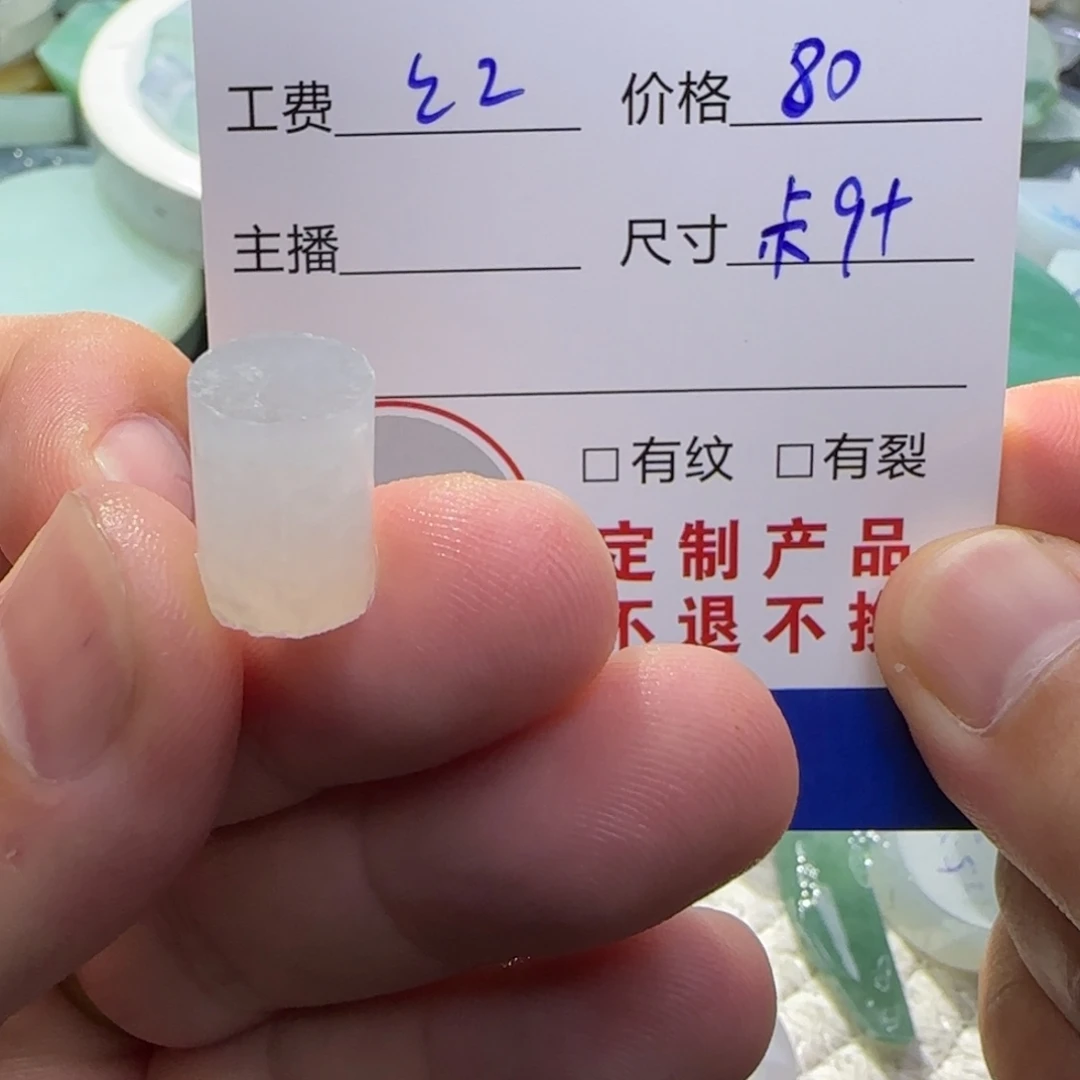 工费 价格 80
主播 尺寸 卡9+
□有纹 □有裂
定制产品
不退不换